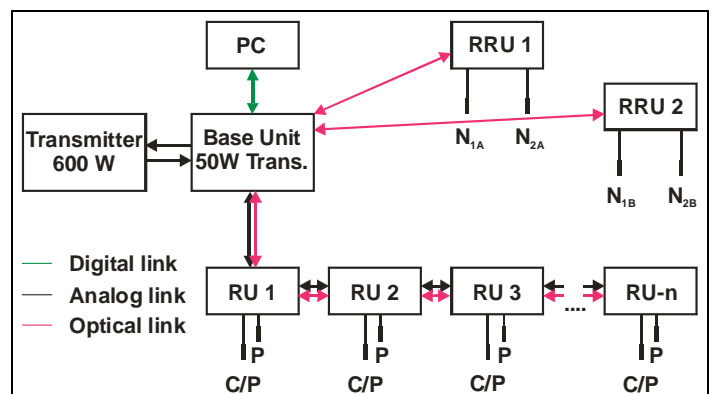 PC
RRU 1
RRU 2
Transmitter
600 W
Base Unit
50W Trans.
N1A
N2A
N1B
N2B
Digital link
Analog link
Optical link
RU 1
RU 2
RU 3
....
RU-n
P
P
P
P
C/P
C/P
C/P
C/P